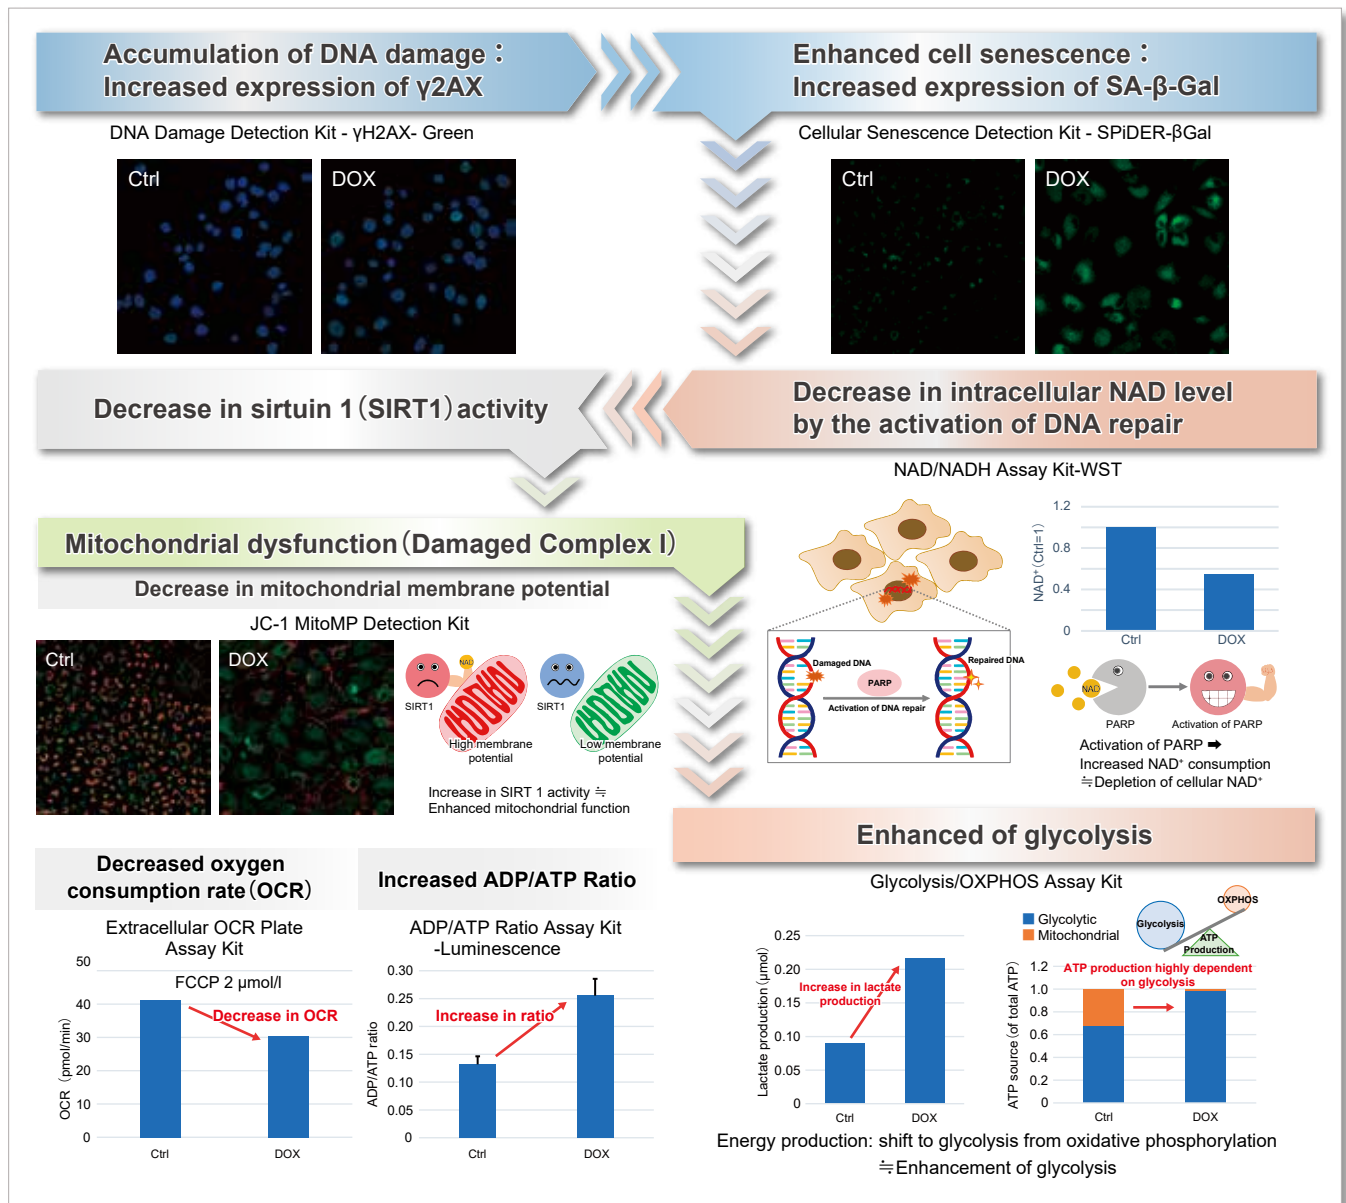 Accumulation of DNA damage：
Increased expression of γ2AX
Enhanced cell senescence：
Increased expression of SA-β-Gal
DNA Damage Detection Kit - γH2AX- Green
Ctrl
DOX
Cellular Senescence Detection Kit - SPiDER-βGal
Ctrl
DOX
Decrease in sirtuin 1（SIRT1）activity
Decrease in intracellular NAD level
by the activation of DNA repair
NAD/NADH Assay Kit-WST
NAD⁺（Ctrl=1）
1.2
0.8
0.4
0
Ctrl
DOX
Damaged DNA
PARP
Activation of DNA repair
Repaired DNA
NAD
PARP
Activation of PARP
Activation of PARP ➡
Increased NAD⁺ consumption
≒Depletion of cellular NAD⁺
Mitochondrial dysfunction（Damaged Complex I）
Decrease in mitochondrial membrane potential
JC-1 MitoMP Detection Kit
Ctrl
DOX
NAD
SIRT1
High membrane
potential
SIRT1
Low membrane
potential
Increase in SIRT 1 activity ≒
Enhanced mitochondrial function
Decreased oxygen
consumption rate（OCR）
Extracellular OCR Plate
Assay Kit
FCCP 2 μmol/l
OCR（pmol/min）
50
40
30
20
40
0
Decrease in OCR
Ctrl
DOX
Increased ADP/ATP Ratio
ADP/ATP Ratio Assay Kit
-Luminescence
ADP/ATP ratio
0.30
0.25
0.20
0.15
0.10
0.05
0
Increase in ratio
Ctrl
DOX
Enhanced of glycolysis
Glycolysis/OXPHOS Assay Kit
Lactate production（μmol）
0.25
0.20
0.15
0.10
0.05
0
Increase in lactate
production
Ctrl
DOX
Glycolytic
Mitochondrial
Glycolysis
OXPHOS
ATP
Production
ATP production highly dependent
on glycolysis
ATP source（of total ATP）
1.2
1.0
0.8
0.6
0.4
0.2
0
Ctrl
DOX
Energy production: shift to glycolysis from oxidative phosphorylation
≒Enhancement of glycolysis